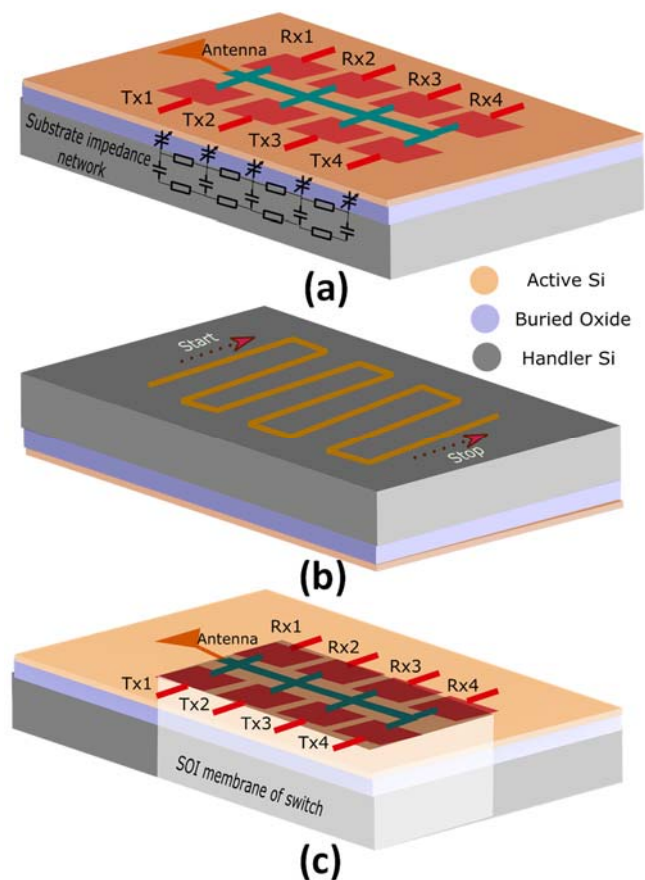 Antenna
Rx1
Rx2
Rx3
Rx4
Tx1
Tx2
Tx3
Tx4
Substrate impedance
network
(a)
Active Si
Buried Oxide
Handler Si
Start
Stop
(b)
Antenna
Rx1
Rx2
Rx3
Rx4
Tx1
Tx2
Tx3
Tx4
SOI membrane of switch
(c)